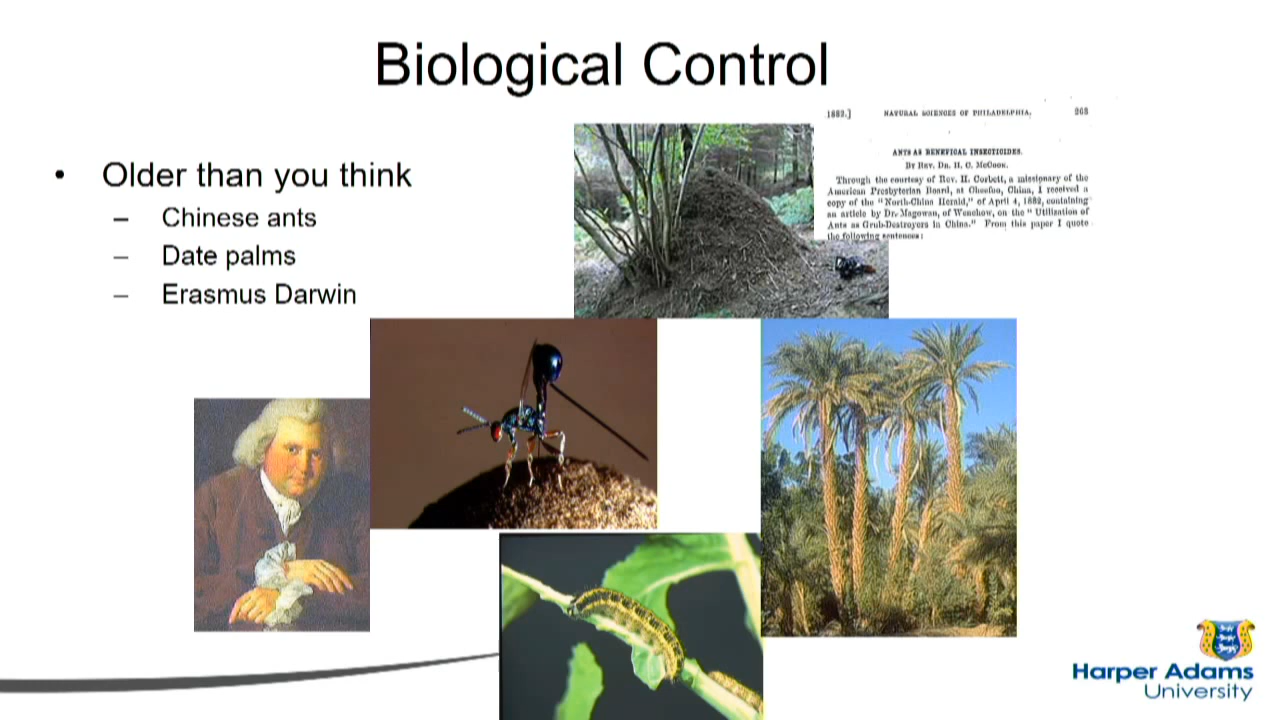 Biological Control
• Older than you think
– Chinese ants
– Date palms
– Erasmus Darwin
1882.] NATURAL SCIENCES OF PHILADELPHIA. 263
ANTS AS BENEFICAL INSECTICIDES.
BY REV. DR. H. C. McCOOK.
Through the courtesy of Rev. H. Corbett, a missionary of the
American Presbyterian Board, at Cheefoo, China, I received a
copy of the "North-China Herald," of April 4, 1882, containing
an article by Dr. Magowan, of Wenchow, on the "Utilization of
Ants as Grub-Destroyers in China." From this paper I quote
the following sentences:
Harper Adams
University